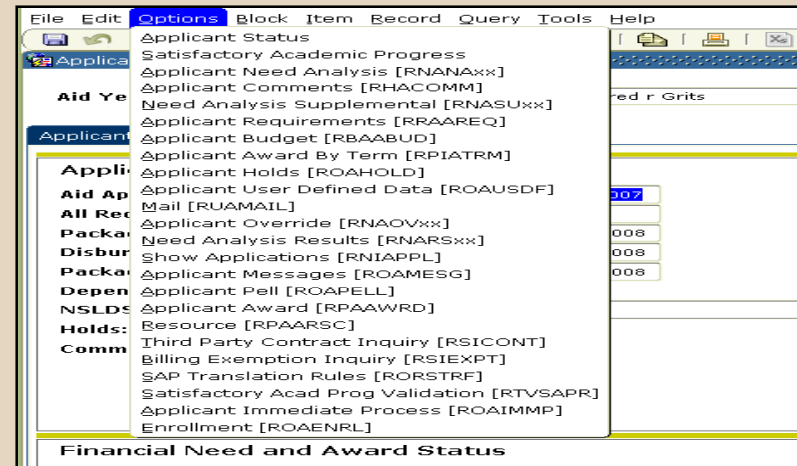 File Edit Options Block Item Record Query Tools Help
Applicant Status
Satisfactory Academic Progress
Applicant Need Analysis [RNANAxx]
Applicant Comments [RHACOMM]
Need Analysis Supplemental [RNASUxx]
Applicant Requirements [RRAAREQ]
Applicant Budget [RBAABUD]
Applicant Award By Term [RPIATRM]
Applicant Holds [ROAHOLD]
Applicant User Defined Data [ROAUSDF]
Mail [RUAMAIL]
Applicant Override [RNAOVxx]
Need Analysis Results [RNARSxx]
Show Applications [RNIAPPL]
Applicant Messages [ROAMESG]
Applicant Pell [ROAPELL]
Applicant Award [RPAAWRD]
Resource [RPAARSC]
Third Party Contract Inquiry [RSICONT]
Billing Exemption Inquiry [RSIEXPT]
SAP Translation Rules [RORSTRF]
Satisfactory Acad Prog Validation [RTVSAPR]
Applicant Immediate Process [ROAIMMP]
Enrollment [ROAENRL]
Applica
Aid Ye
red r Grits
Applicant
Appli
Aid Ap
007
All Rec
Packa
008
Disbur
008
Packa
008
Depen
NSLDS
Holds:
Comm
Financial Need and Award Status